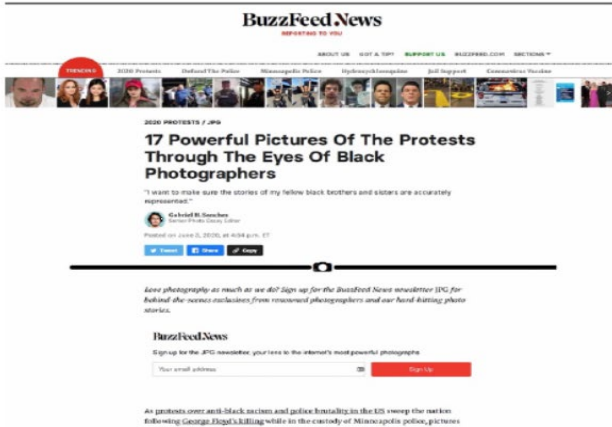 BuzzFeed News
REPORTING TO YOU
ABOUT US GOT A TIP? SUPPORT US BUZZFEED.COM SECTIONS
TRENDING 2020 Protests Defund The Police Minneapolis Police Hydroxychloroquine Jail Support Coronavirus Vaccine
2020 PROTESTS / JPG
17 Powerful Pictures Of The Protests
Through The Eyes Of Black
Photographers
"I want to make sure the stories of my fellow black brothers and sisters are accurately
represented."
Gabriel H. Sanchez
Senior Photo Essay Editor
Posted on June 2, 2020, at 4:34 p.m. ET
Tweet Share Copy
Love photography as much as we do? Sign up for the BuzzFeed News newsletter JPG for
behind-the-scenes exclusives from renowned photographers and our hard-hitting photo
stories.
BuzzFeed News
Sign up for the JPG newsletter, your lens to the internet's most powerful photographs
Your email address Sign Up
As protests over anti-black racism and police brutality in the US sweep the nation
following George Floyd's killing while in the custody of Minneapolis police, pictures